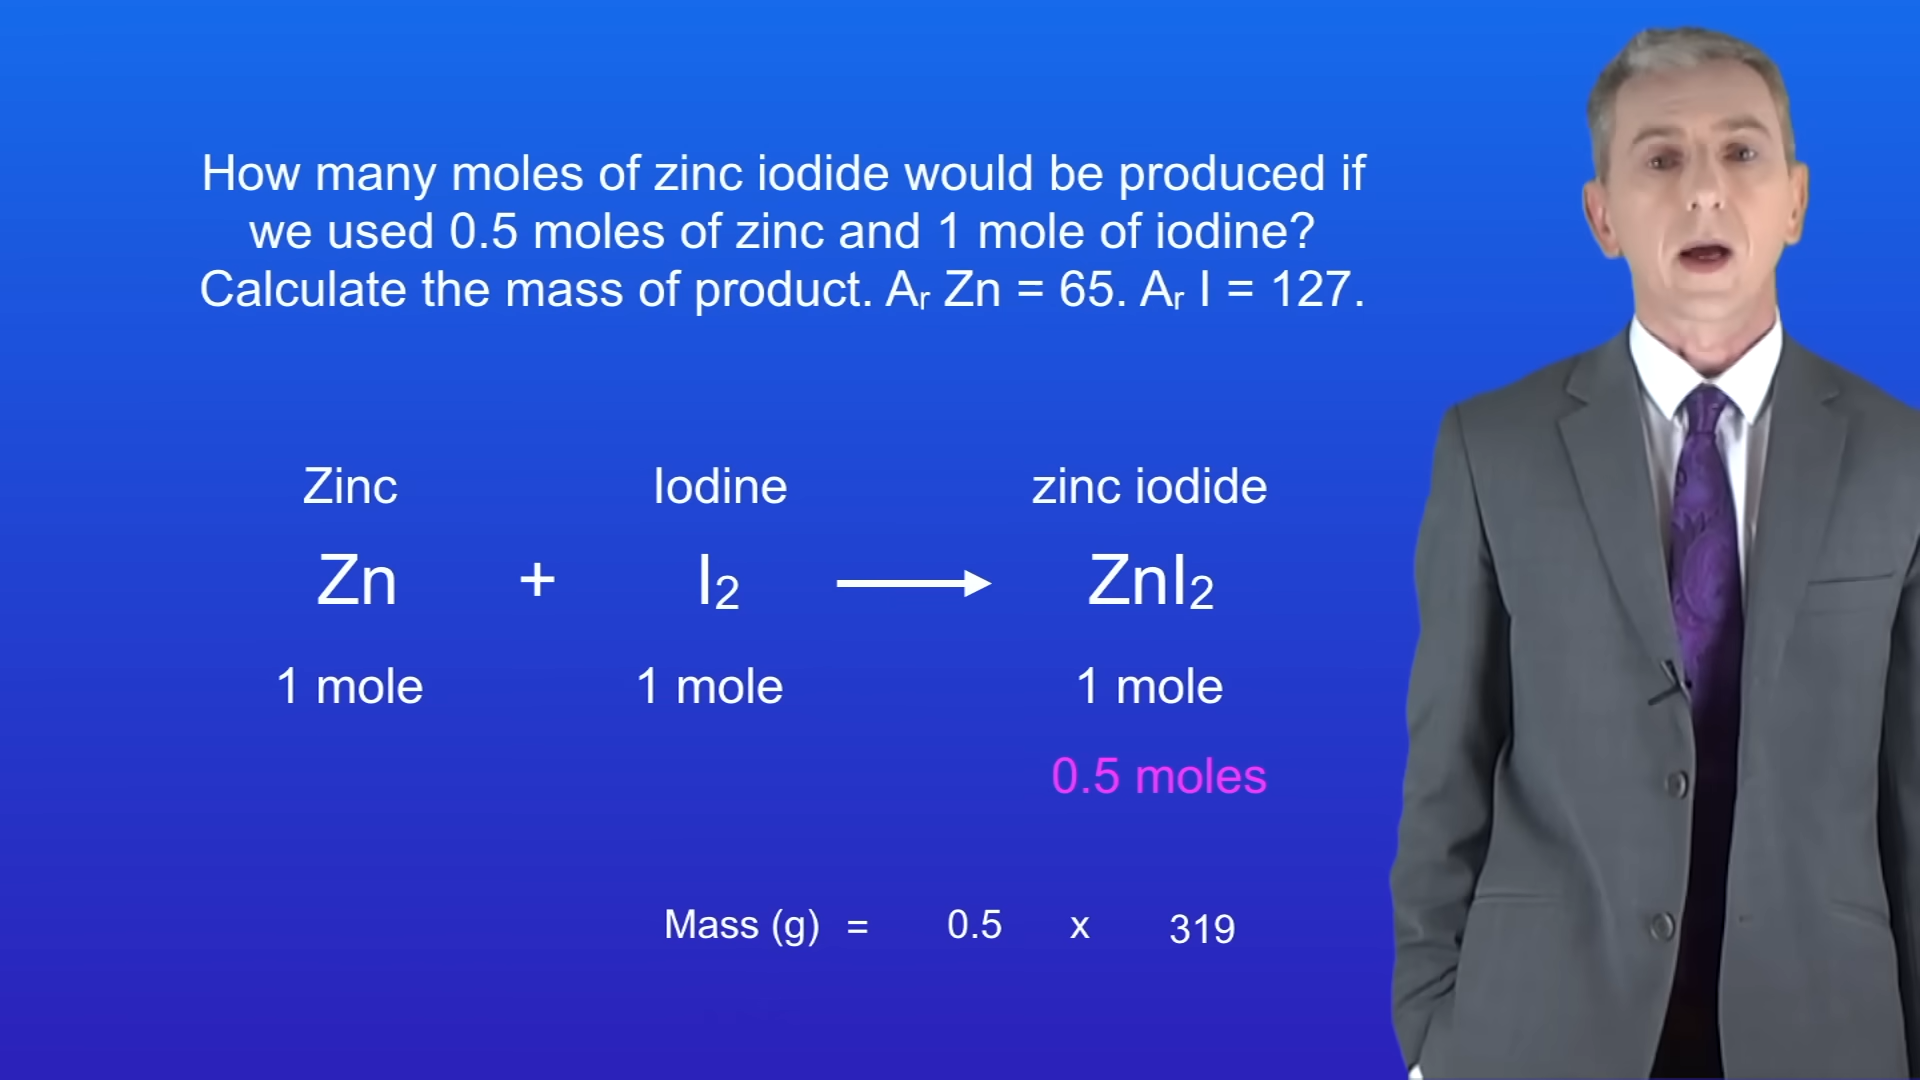 How many moles of zinc iodide would be produced if
we used 0.5 moles of zinc and 1 mole of iodine?
Calculate the mass of product. Aᵣ Zn = 65. Aᵣ I = 127.
Zinc Iodine zinc iodide
Zn + I₂ ⟶ ZnI₂
1 mole 1 mole 1 mole
0.5 moles
Mass (g) = 0.5 x 319